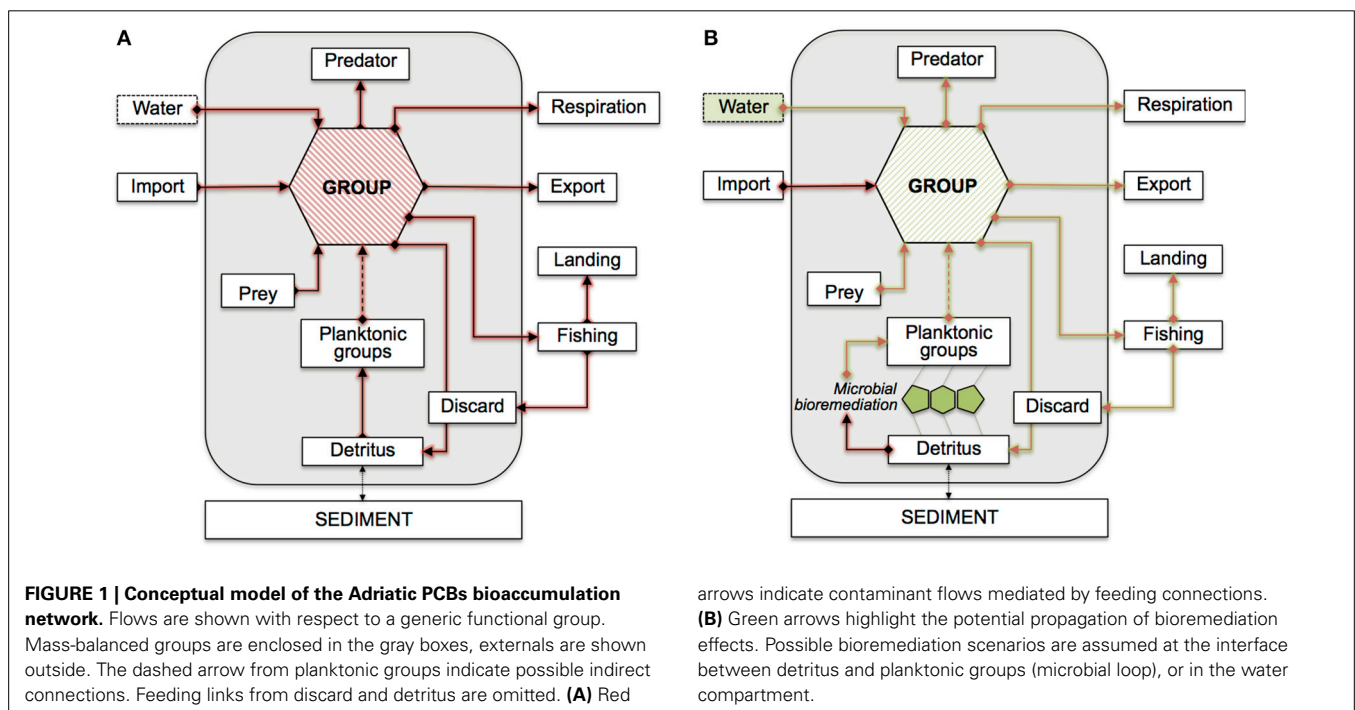 A
Predator
Water
Respiration
Import
GROUP
Export
Landing
Prey
Planktonic
groups
Fishing
Discard
Detritus
SEDIMENT
B
Predator
Water
Respiration
Import
GROUP
Export
Landing
Prey
Planktonic
groups
Fishing
Microbial
bioremediation
Discard
Detritus
SEDIMENT
FIGURE 1 | Conceptual model of the Adriatic PCBs bioaccumulation
network. Flows are shown with respect to a generic functional group.
Mass-balanced groups are enclosed in the gray boxes, externals are shown
outside. The dashed arrow from planktonic groups indicate possible indirect
connections. Feeding links from discard and detritus are omitted. (A) Red
arrows indicate contaminant flows mediated by feeding connections.
(B) Green arrows highlight the potential propagation of bioremediation
effects. Possible bioremediation scenarios are assumed at the interface
between detritus and planktonic groups (microbial loop), or in the water
compartment.